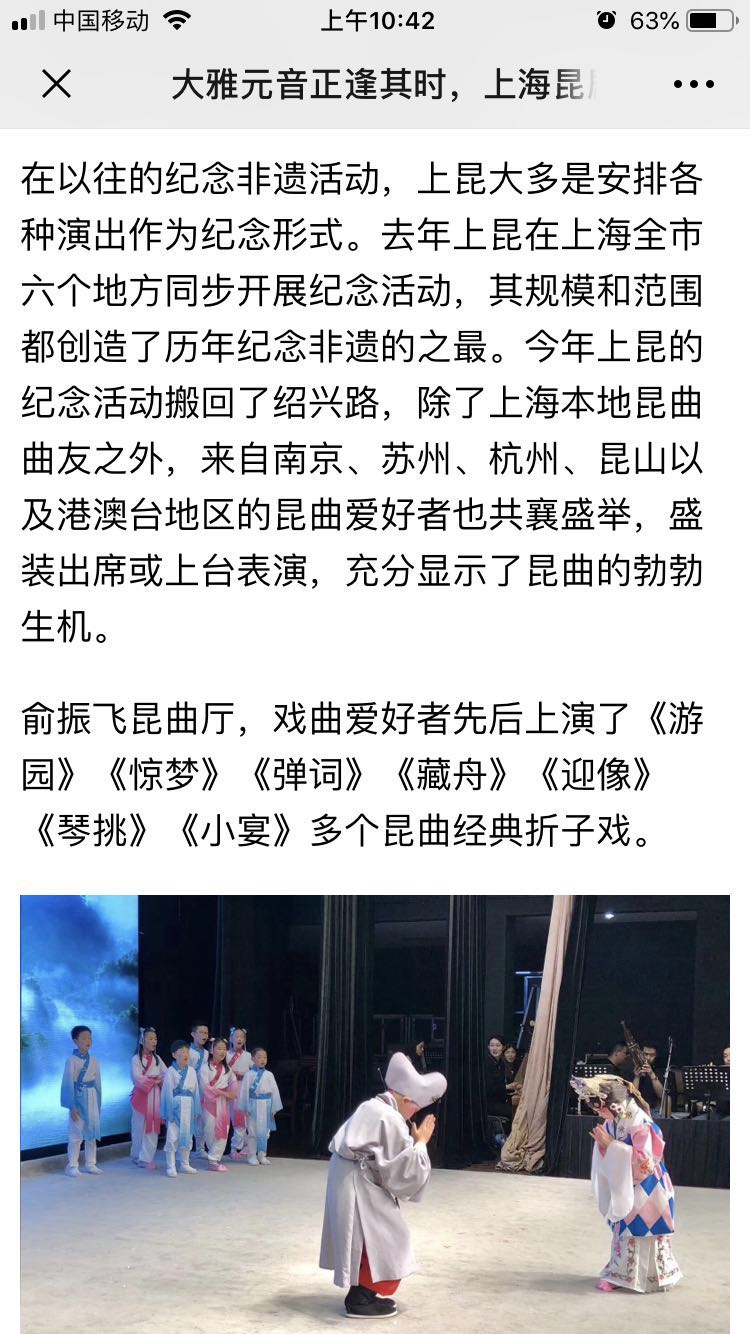 中国移动
上午10:42
63%
大雅元音正逢其时，上海昆
在以往的纪念非遗活动，上昆大多是安排各
种演出作为纪念形式。去年上昆在上海全市
六个地方同步开展纪念活动，其规模和范围
都创造了历年纪念非遗的之最。今年上昆的
纪念活动搬回了绍兴路，除了上海本地昆曲
曲友之外，来自南京、苏州、杭州、昆山以
及港澳台地区的昆曲爱好者也共襄盛举，盛
装出席或上台表演，充分显示了昆曲的勃勃
生机。
俞振飞昆曲厅，戏曲爱好者先后上演了《游
园》《惊梦》《弹词》《藏舟》《迎像》
《琴挑》《小宴》多个昆曲经典折子戏。